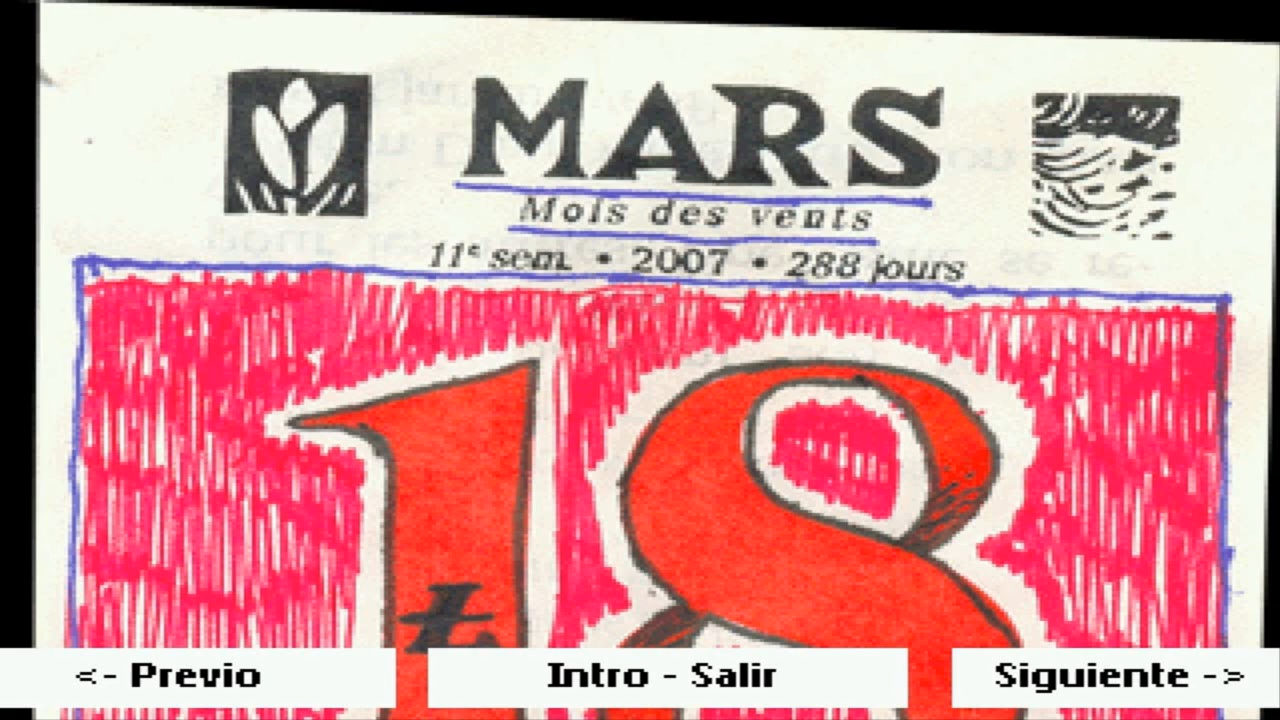 MARS
Mois des vents
11e sem. • 2007 • 288 jours
18
<- Previo
Intro - Salir
Siguiente ->